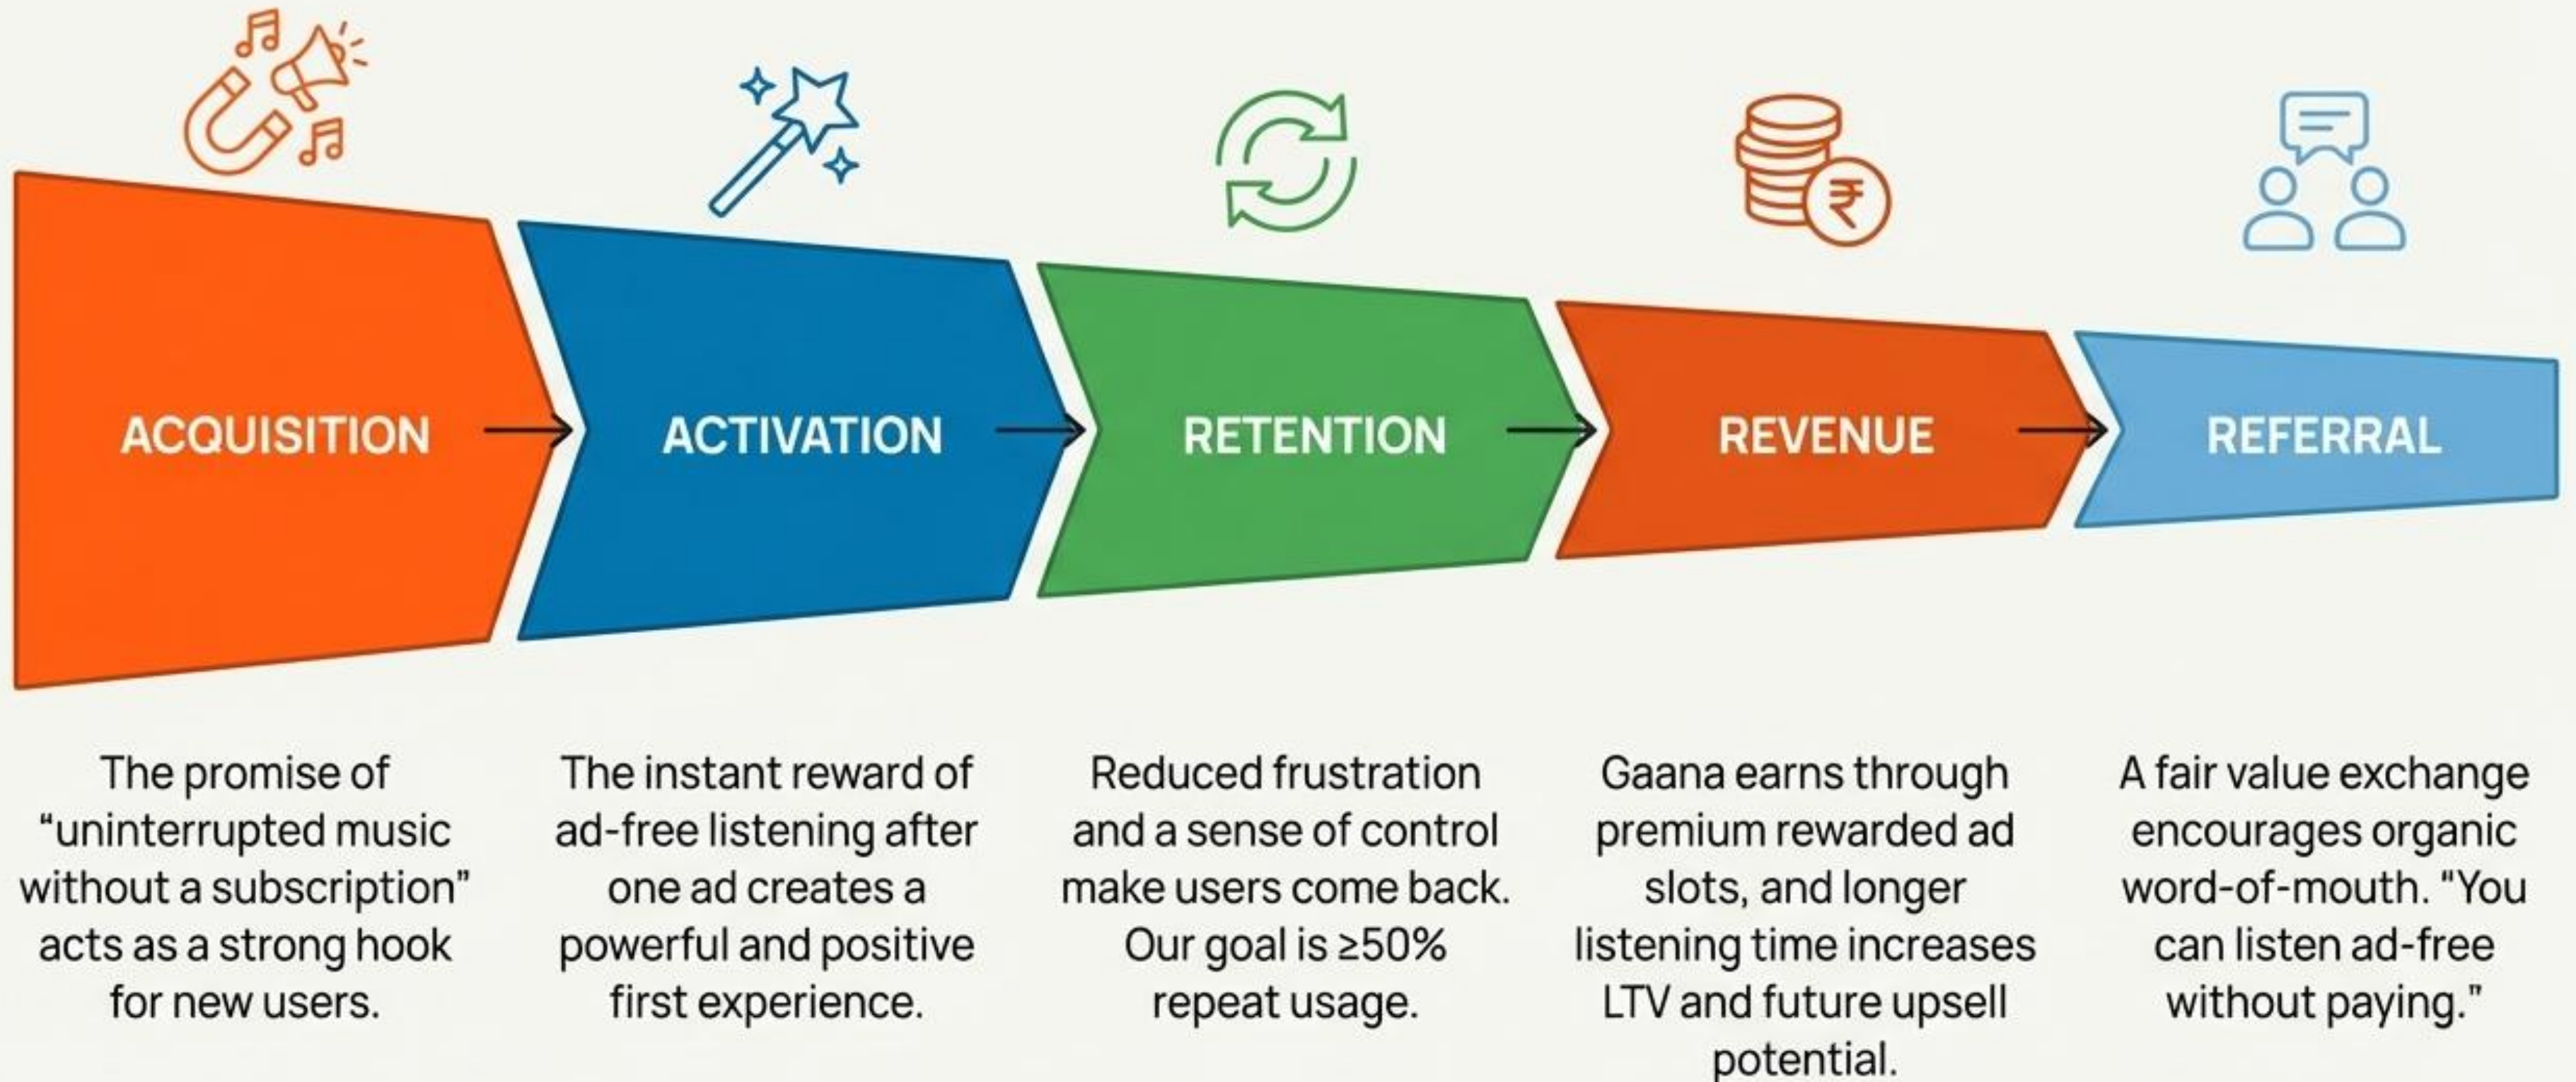 ACQUISITION
ACTIVATION
RETENTION
REVENUE
REFERRAL
The promise of
“uninterrupted music
without a subscription”
acts as a strong hook
for new users.
The instant reward of
ad-free listening after
one ad creates a
powerful and positive
first experience.
Reduced frustration
and a sense of control
make users come back.
Our goal is ≥50%
repeat usage.
Gaana earns through
premium rewarded ad
slots, and longer
listening time increases
LTV and future upsell
potential.
A fair value exchange
encourages organic
word-of-mouth. "You
can listen ad-free
without paying.”
₹